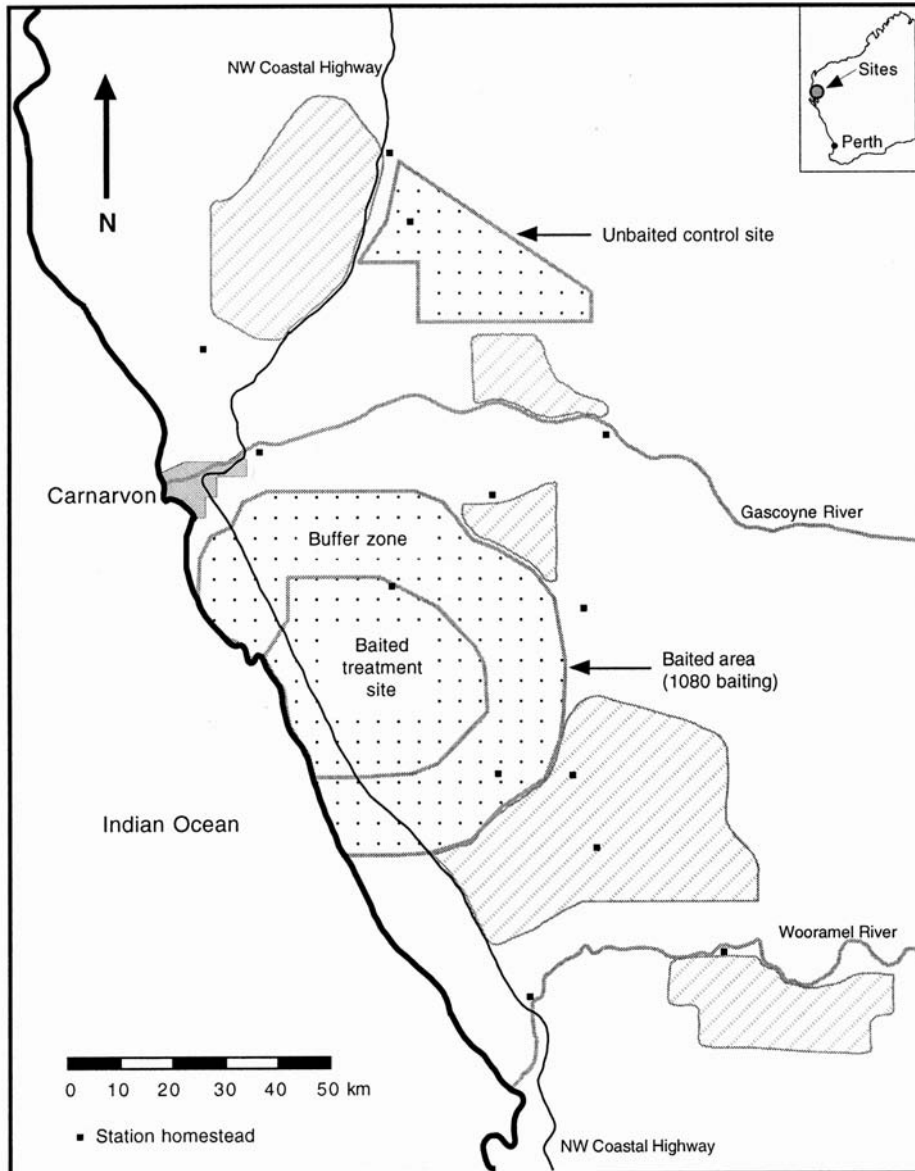 NW Coastal Highway
Sites
Perth
N
Unbaited control site
Carnarvon
Gascoyne River
Buffer zone
Baited
treatment
site
Baited area
(1080 baiting)
Indian Ocean
Wooramel River
0 10 20 30 40 50 km
Station homestead
NW Coastal Highway